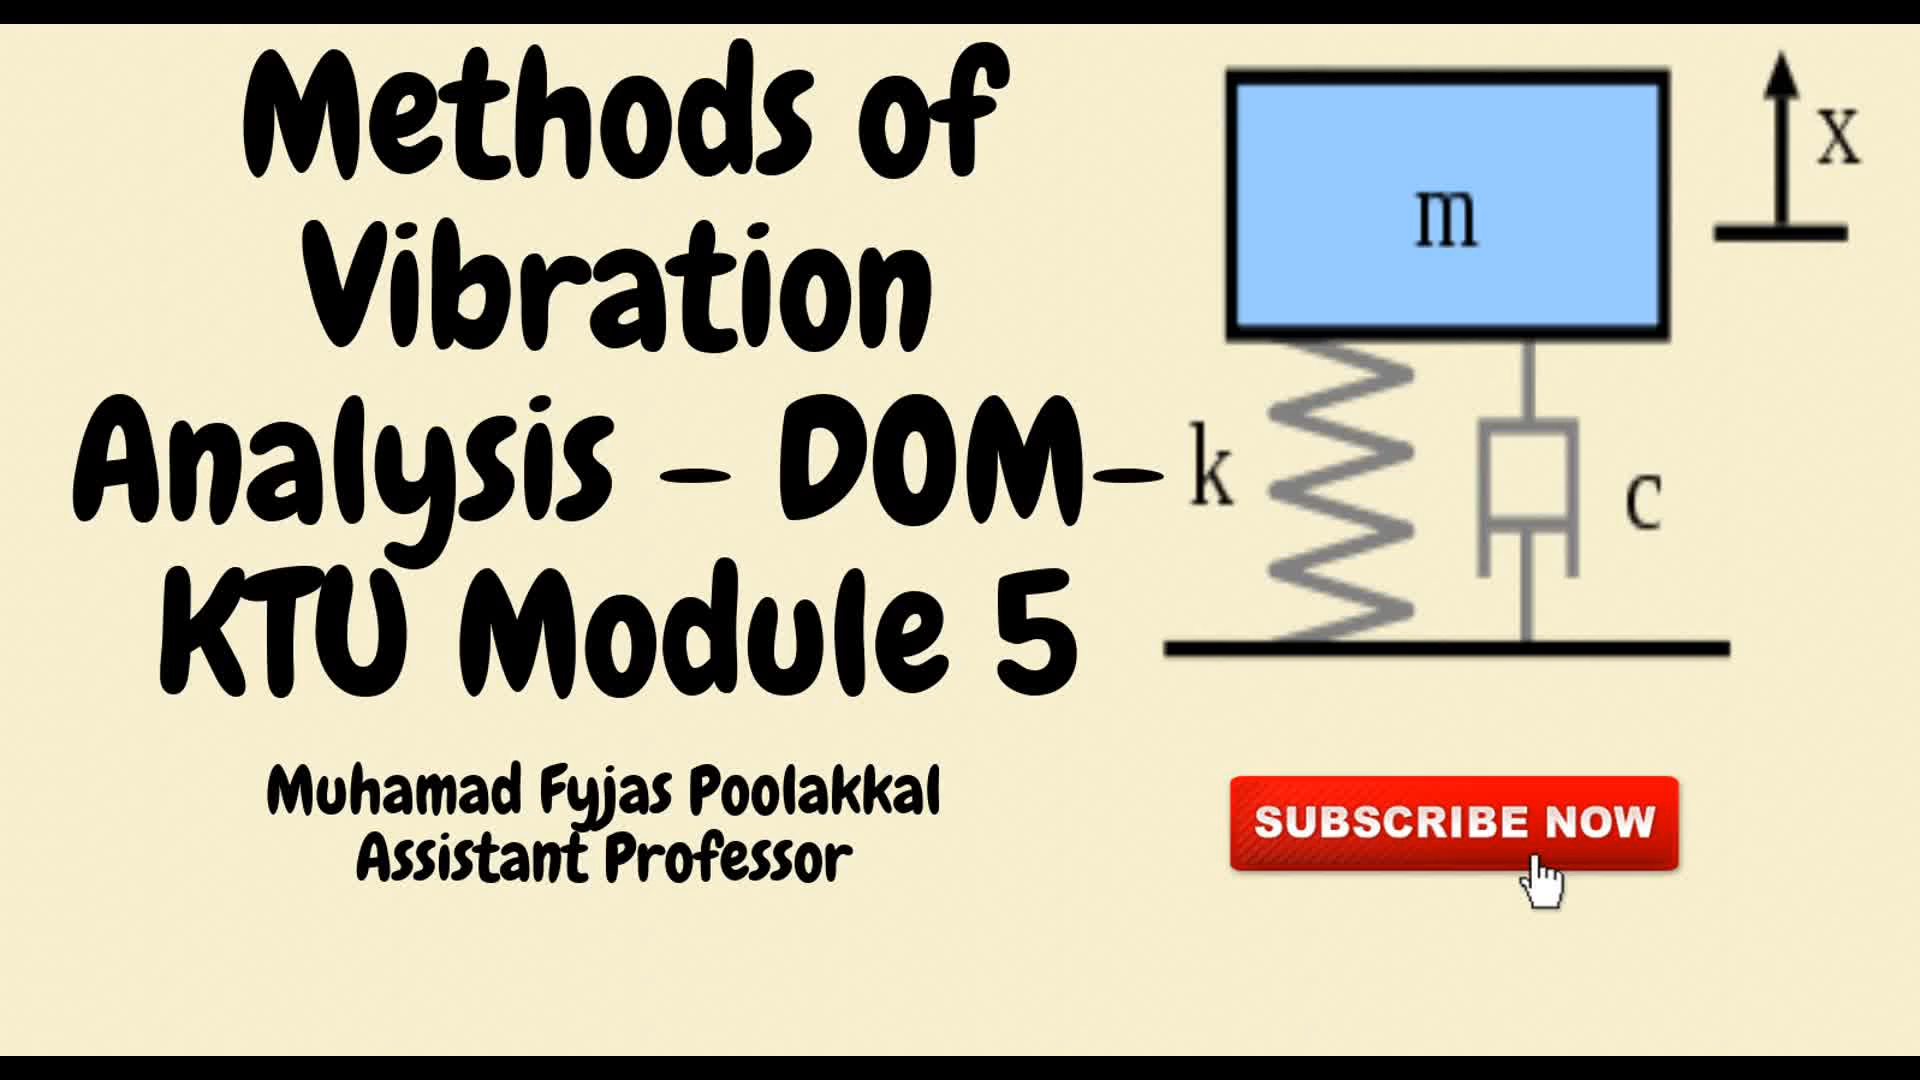 Methods of
Vibration
Analysis - DOM-
KTU Module 5
Muhamad Fyjas Poolakkal
Assistant Professor
m
x
k
c
SUBSCRIBE NOW